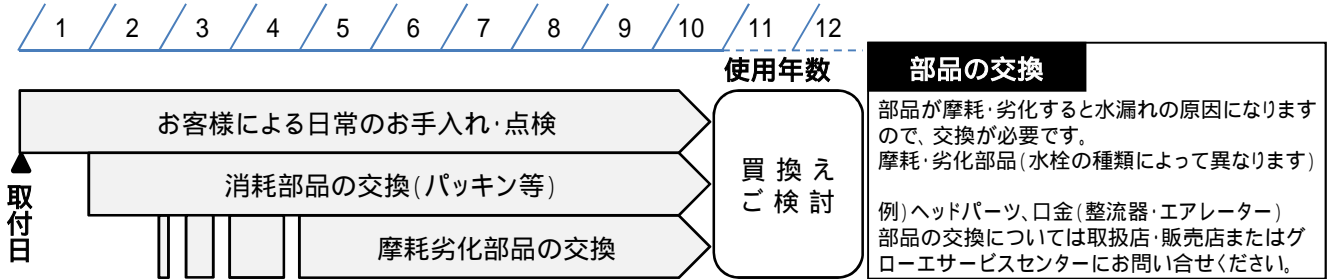 1 2 3 4 5 6 7 8 9 10 11 12
使用年数
お客様による日常のお手入れ・点検
取付日
消耗部品の交換(パッキン等)
摩耗劣化部品の交換
買換え
ご検討
部品の交換
部品が摩耗・劣化すると水漏れの原因になります
ので、交換が必要です。
摩耗・劣化部品(水栓の種類によって異なります)
例)ヘッドパーツ、口金(整流器・エアレーター)
部品の交換については取扱店・販売店またはグ
ローエサービスセンターにお問い合せください。